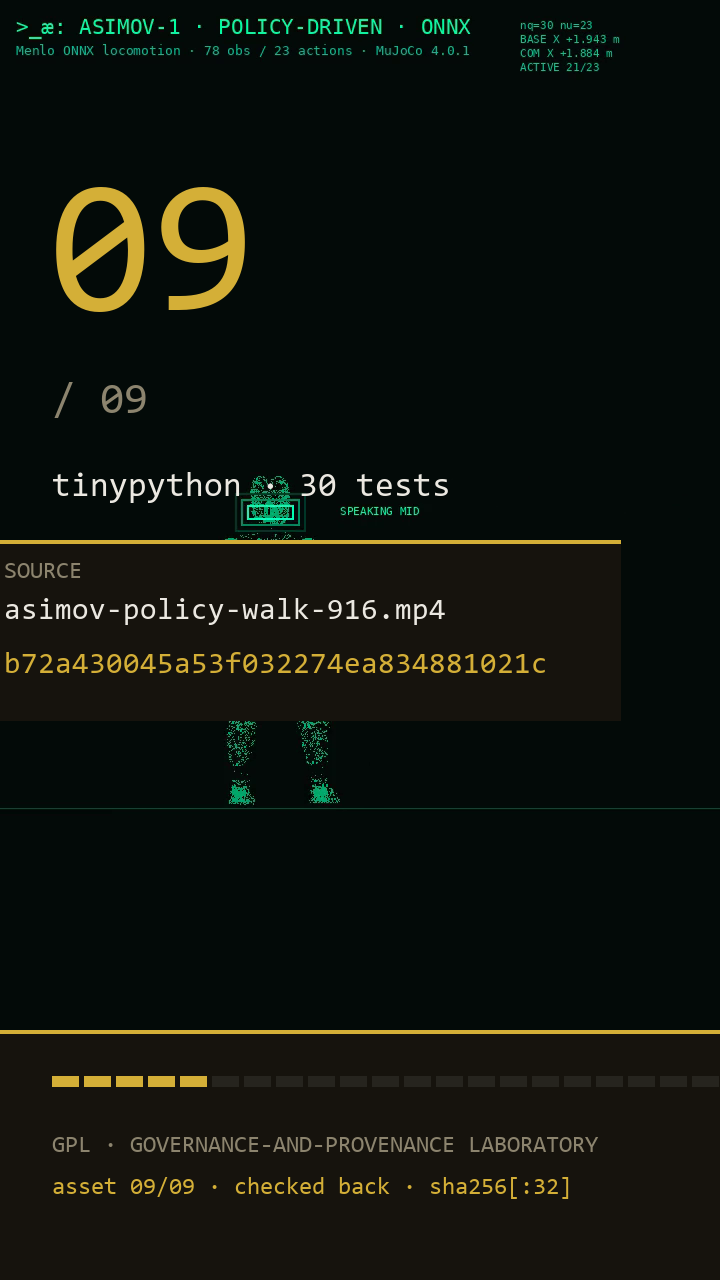 >_æ: ASIMOV-1 · POLICY-DRIVEN · ONNX
Menlo ONNX locomotion · 78 obs / 23 actions · MuJoCo 4.0.1
nq=30 nu=23
BASE X +1.943 m
COM X +1.884 m
ACTIVE 21/23
09
/ 09
tinypython 30 tests
SPEAKING MID
SOURCE
asimov-policy-walk-916.mp4
b72a430045a53f032274ea834881021c
GPL · GOVERNANCE-AND-PROVENANCE LABORATORY
asset 09/09 · checked back · sha256[:32]